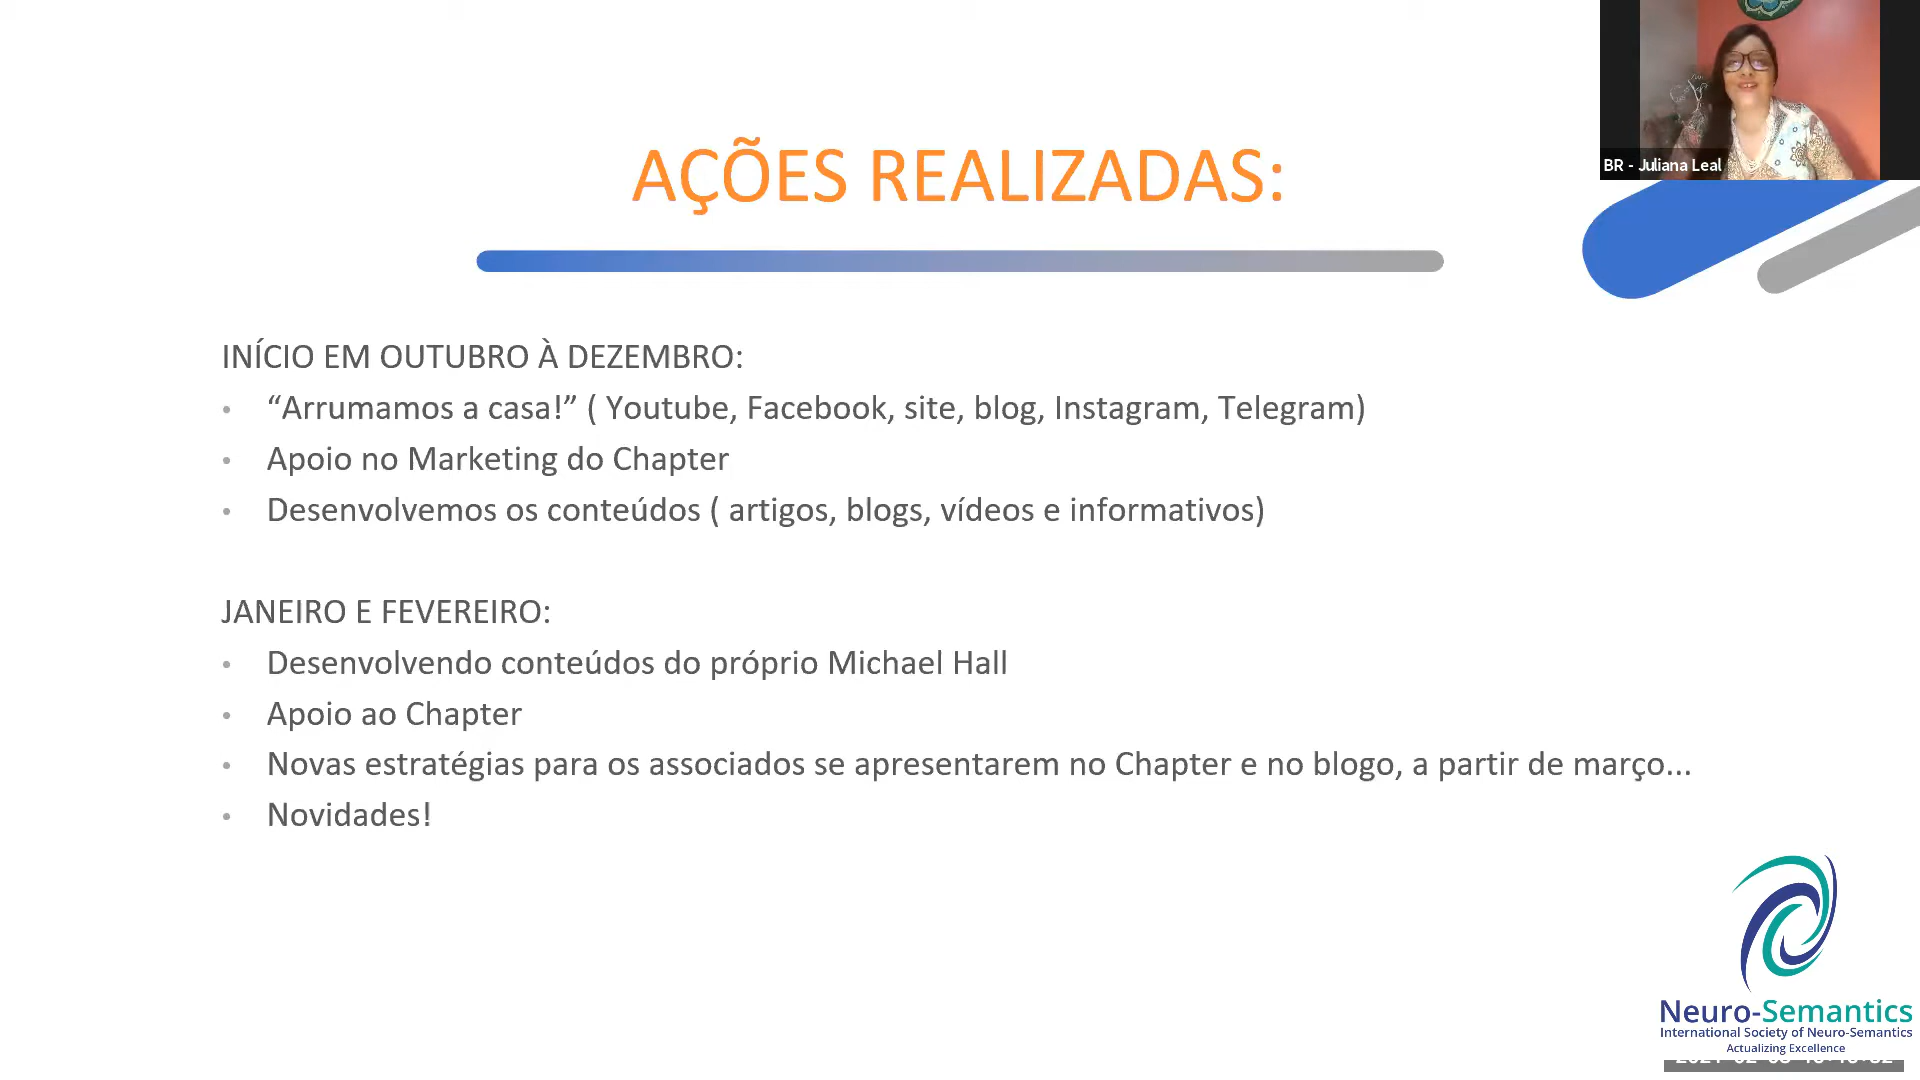 BR - Juliana Leal
AÇÕES REALIZADAS:
INÍCIO EM OUTUBRO À DEZEMBRO:
• “Arrumamos a casa!” ( Youtube, Facebook, site, blog, Instagram, Telegram)
• Apoio no Marketing do Chapter
• Desenvolvemos os conteúdos ( artigos, blogs, vídeos e informativos)
JANEIRO E FEVEREIRO:
• Desenvolvendo conteúdos do próprio Michael Hall
• Apoio ao Chapter
• Novas estratégias para os associados se apresentarem no Chapter e no blogo, a partir de março...
• Novidades!
Neuro-Semantics
International Society of Neuro-Semantics
Actualizing Excellence